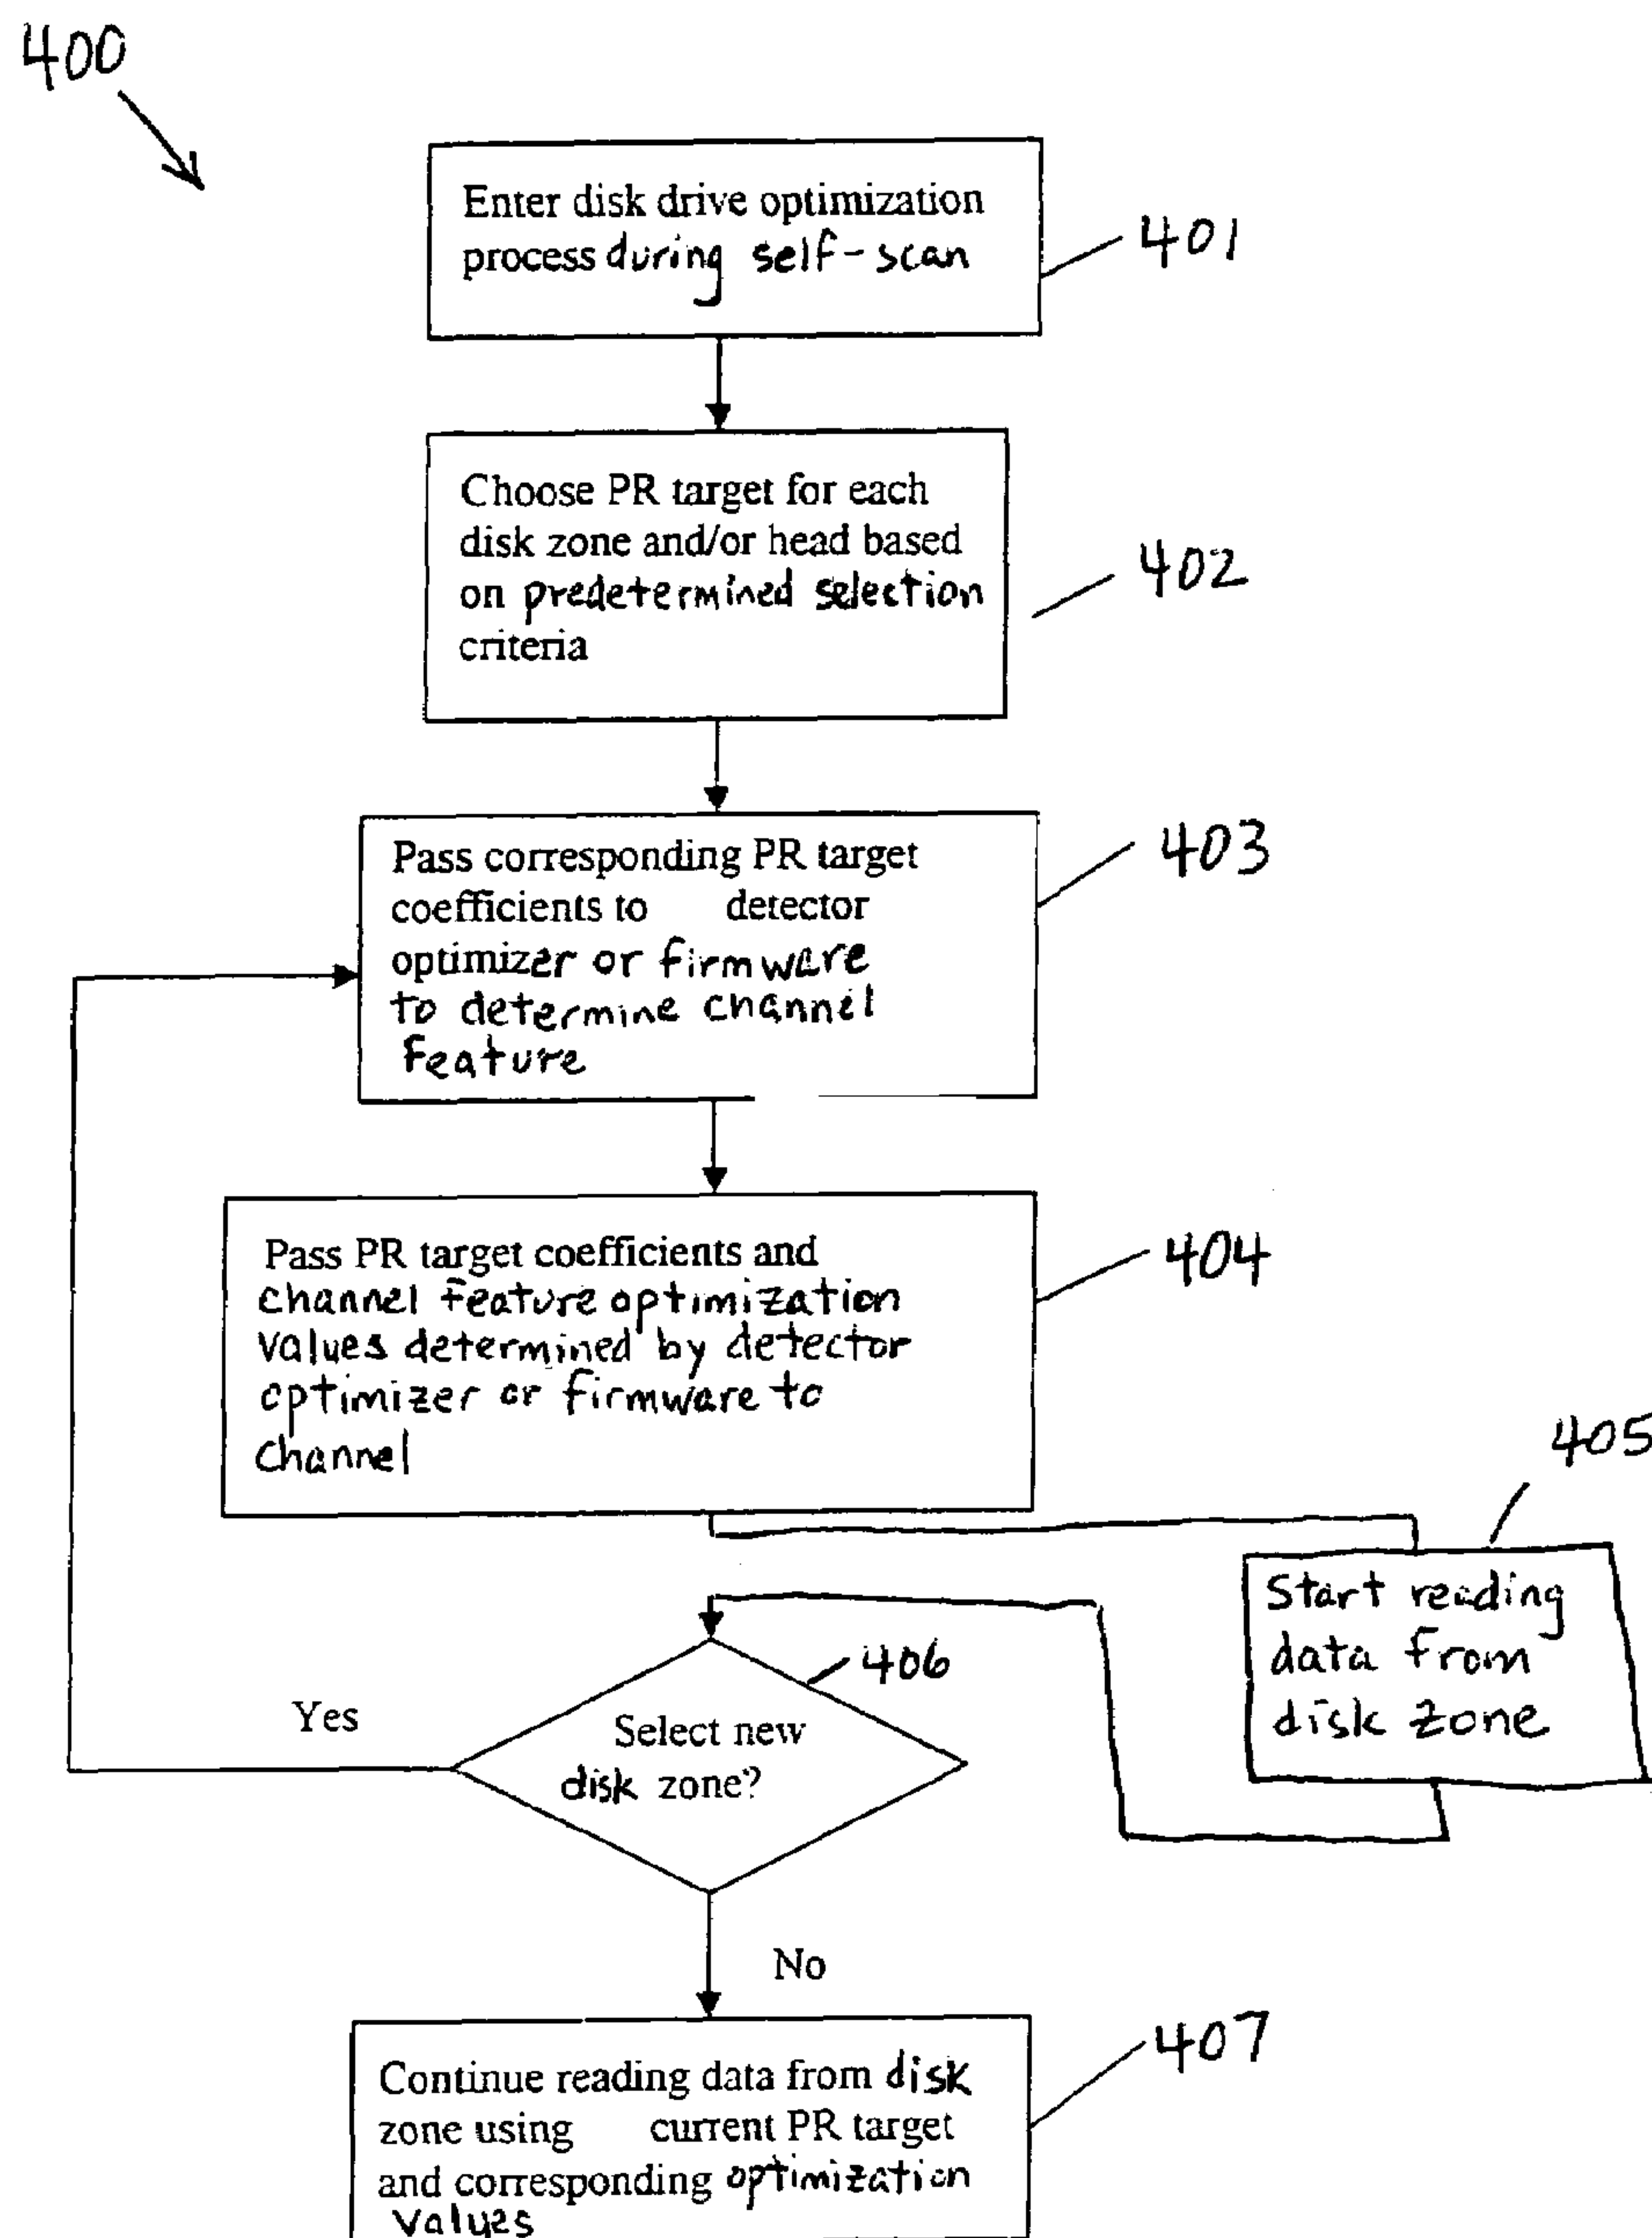 400
Enter disk drive optimization
process during self-scan
401
Choose PR target for each
disk zone and/or head based
on predetermined selection
criteria
402
Pass corresponding PR target
coefficients to detector
optimizer or firmware
to determine channel
feature
403
Pass PR target coefficients and
channel feature optimization
values determined by detector
optimizer or firmware to
channel
404
405
Start reading
data from
disk zone
406
Select new
disk zone?
Yes
No
Continue reading data from disk
zone using current PR target
and corresponding optimization
values
407